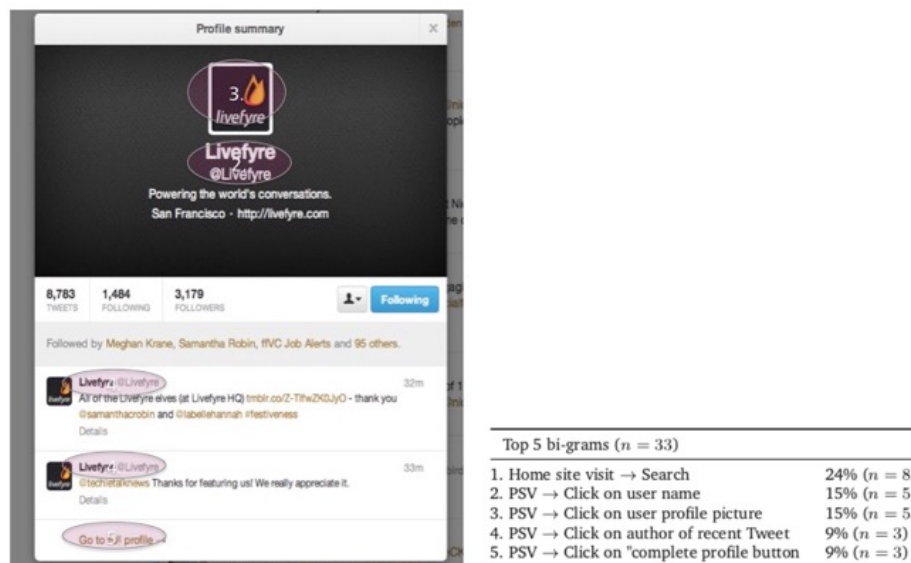 Profile summary
×
3.
livefyre
Livefyre
2.
@Livefyre
Powering the world's conversations.
San Francisco - http://livefyre.com
8,783 TWEETS
1,484 FOLLOWING
3,179 FOLLOWERS
Following
Followed by Meghan Krane, Samantha Robin, ffVC Job Alerts and 95 others.
Livefyre @Livefyre 32m
All of the Livefyre elves (at Livefyre HQ) tmblr.co/Z-TlfwZK0JyO - thank you
@samanthacrobin and @labellehannah #festiveness
Details
Livefyre @Livefyre 33m
@techietalknews Thanks for featuring us! We really appreciate it.
Details
Go to full profile →
Top 5 bi-grams (n = 33)
1. Home site visit → Search 24% (n = 8
2. PSV → Click on user name 15% (n = 5
3. PSV → Click on user profile picture 15% (n = 5
4. PSV → Click on author of recent Tweet 9% (n = 3)
5. PSV → Click on "complete profile button 9% (n = 3)